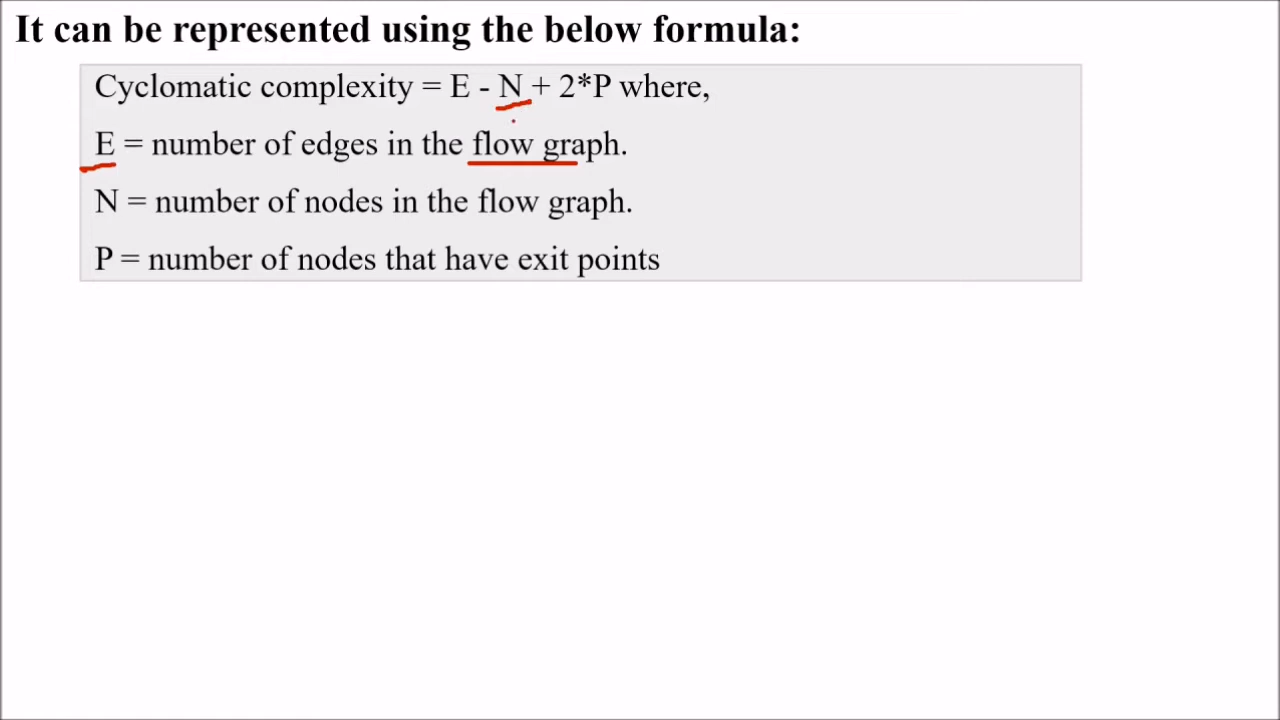 It can be represented using the below formula:
Cyclomatic complexity = E - N + 2*P where,
E = number of edges in the flow graph.
N = number of nodes in the flow graph.
P = number of nodes that have exit points